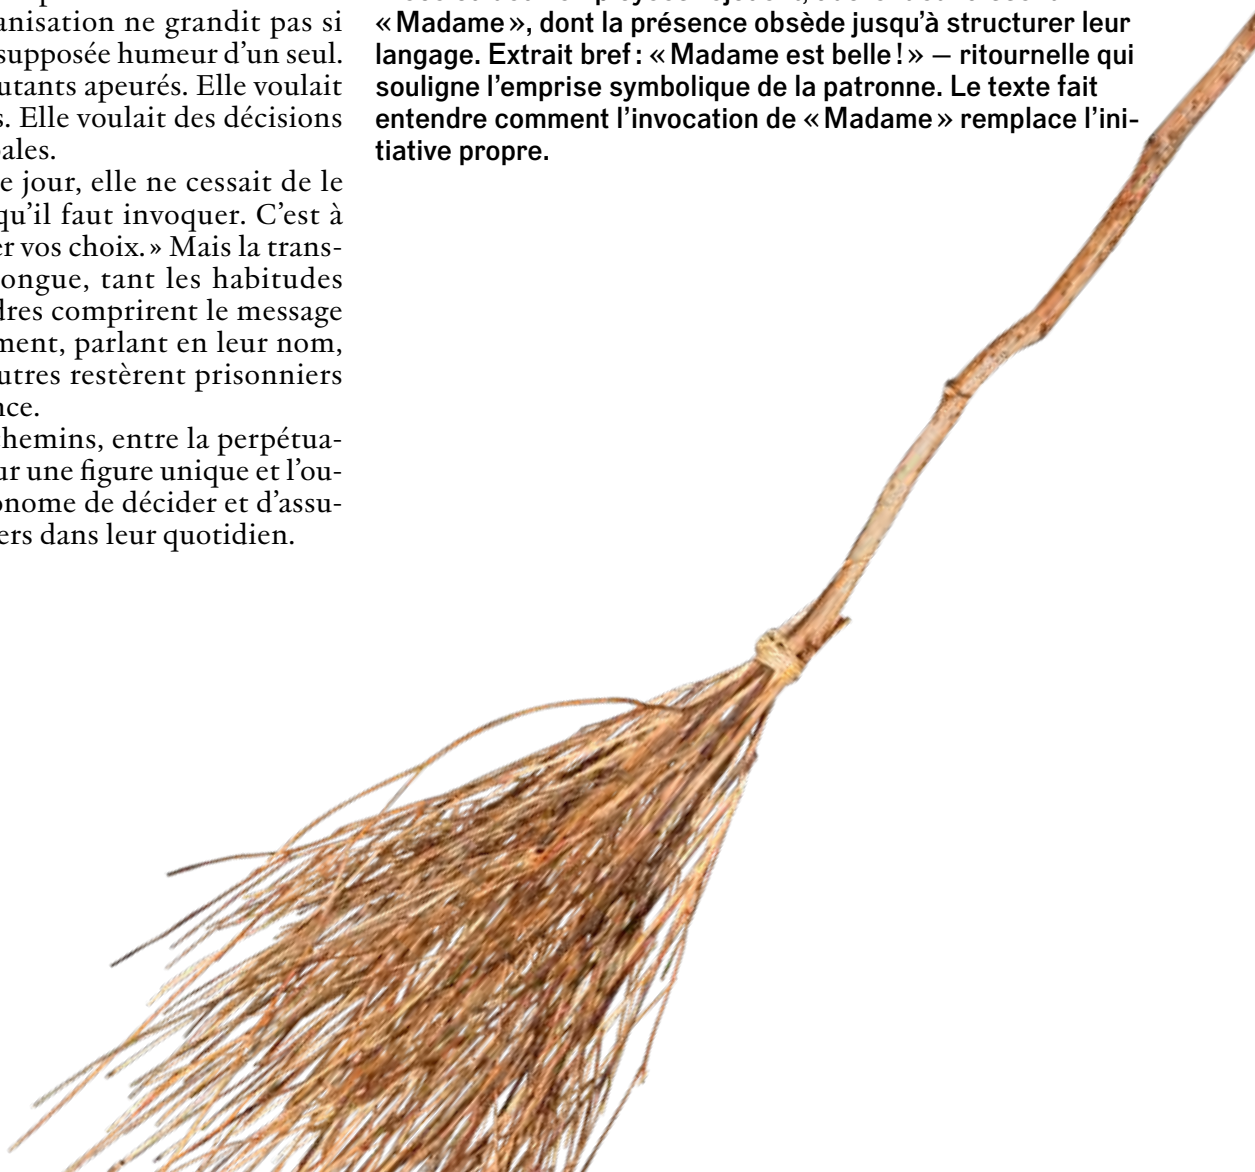 anisation ne grandit pas si
supposée humeur d’un seul.
utants apeurés. Elle voulait
s. Elle voulait des décisions
ales.
e jour, elle ne cessait de le
qu’il faut invoquer. C’est à
er vos choix. » Mais la trans-
ongue, tant les habitudes
dres comprirent le message
ment, parlant en leur nom,
utres restèrent prisonniers
nce.
hemins, entre la perpétua-
ur une figure unique et l’ou-
onome de décider et d’assu-
ers dans leur quotidien.
« Madame », dont la présence obsède jusqu’à structurer leur
langage. Extrait bref : « Madame est belle ! » — ritournelle qui
souligne l’emprise symbolique de la patronne. Le texte fait
entendre comment l’invocation de « Madame » remplace l’ini-
tiative propre.